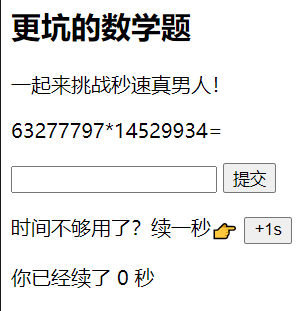 更坑的数学题
一起来挑战秒速真男人！
63277797*14529934=
提交
时间不够用了？续一秒👉 +1s
你已经续了 0 秒